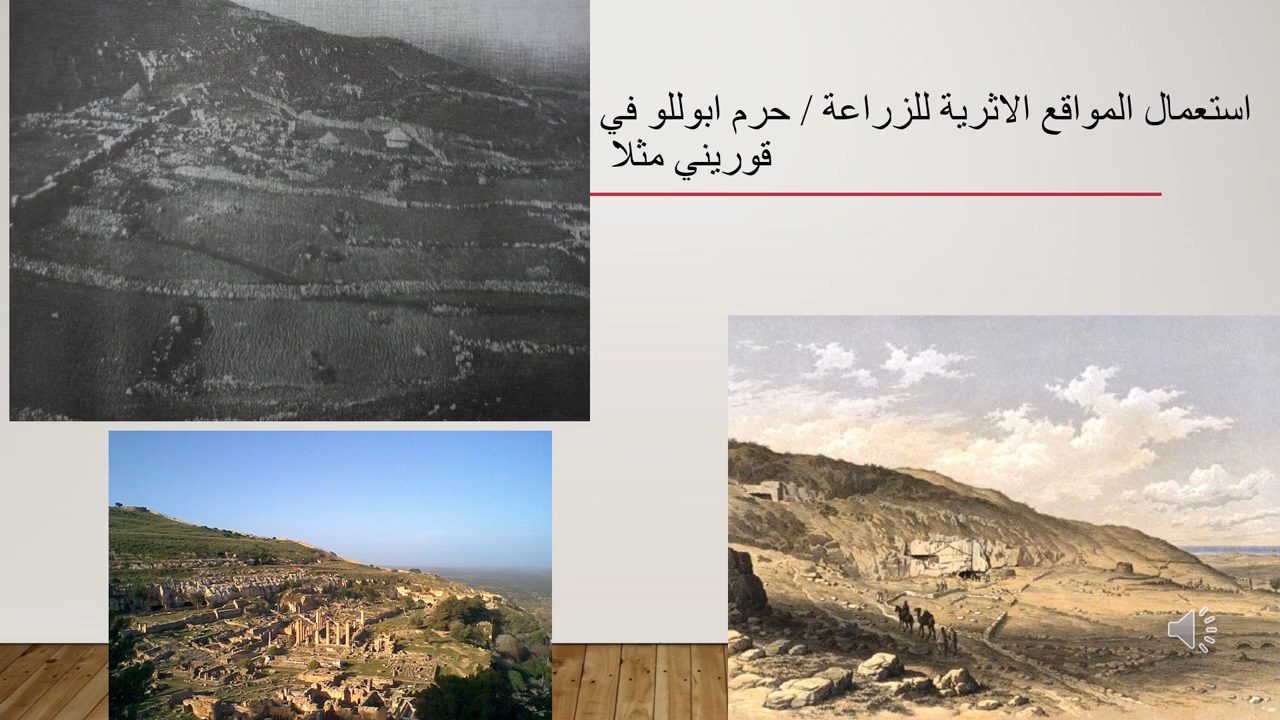 استعمال المواقع الاثرية للزراعة / حرم ابوللو في
قوريني مثلا